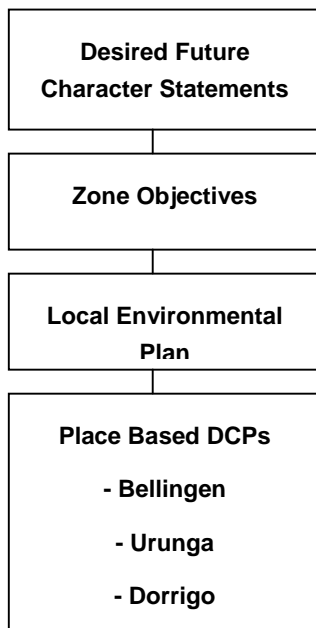 Desired Future
Character Statements
Zone Objectives
Local Environmental
Plan
Place Based DCPs
- Bellingen
- Urunga
- Dorrigo